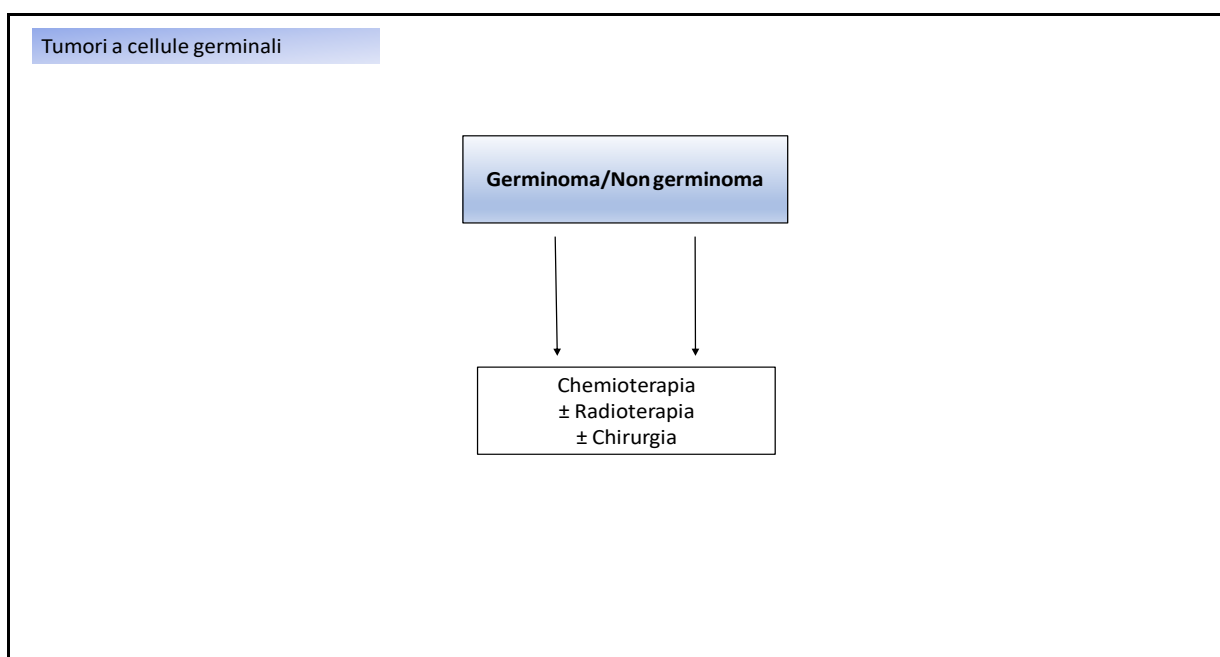 Tumori a cellule germinali
Germinoma/Non germinoma
Chemioterapia
± Radioterapia
± Chirurgia